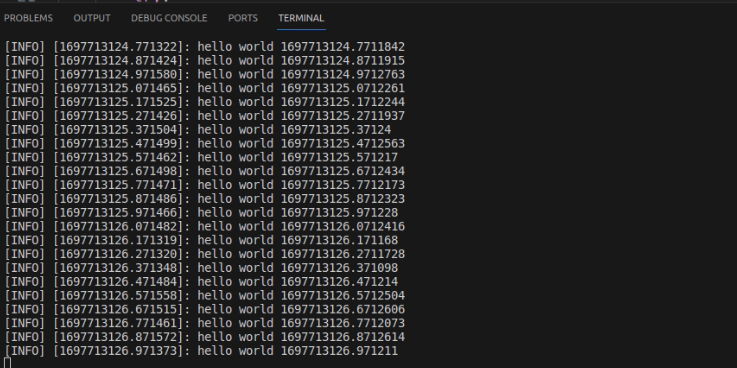 PROBLEMS OUTPUT DEBUG CONSOLE PORTS TERMINAL
[INFO] [1697713124.771322]: hello world 1697713124.7711842
[INFO] [1697713124.871424]: hello world 1697713124.8711915
[INFO] [1697713124.971580]: hello world 1697713124.9712763
[INFO] [1697713125.071465]: hello world 1697713125.0712261
[INFO] [1697713125.171525]: hello world 1697713125.1712244
[INFO] [1697713125.271426]: hello world 1697713125.2711937
[INFO] [1697713125.371504]: hello world 1697713125.37124
[INFO] [1697713125.471499]: hello world 1697713125.4712563
[INFO] [1697713125.571462]: hello world 1697713125.571217
[INFO] [1697713125.671498]: hello world 1697713125.6712434
[INFO] [1697713125.771471]: hello world 1697713125.7712173
[INFO] [1697713125.871486]: hello world 1697713125.8712323
[INFO] [1697713125.971466]: hello world 1697713125.971228
[INFO] [1697713126.071482]: hello world 1697713126.0712416
[INFO] [1697713126.171319]: hello world 1697713126.171168
[INFO] [1697713126.271320]: hello world 1697713126.2711728
[INFO] [1697713126.371348]: hello world 1697713126.371098
[INFO] [1697713126.471484]: hello world 1697713126.471214
[INFO] [1697713126.571558]: hello world 1697713126.5712504
[INFO] [1697713126.671515]: hello world 1697713126.6712606
[INFO] [1697713126.771461]: hello world 1697713126.7712073
[INFO] [1697713126.871572]: hello world 1697713126.8712614
[INFO] [1697713126.971373]: hello world 1697713126.971211